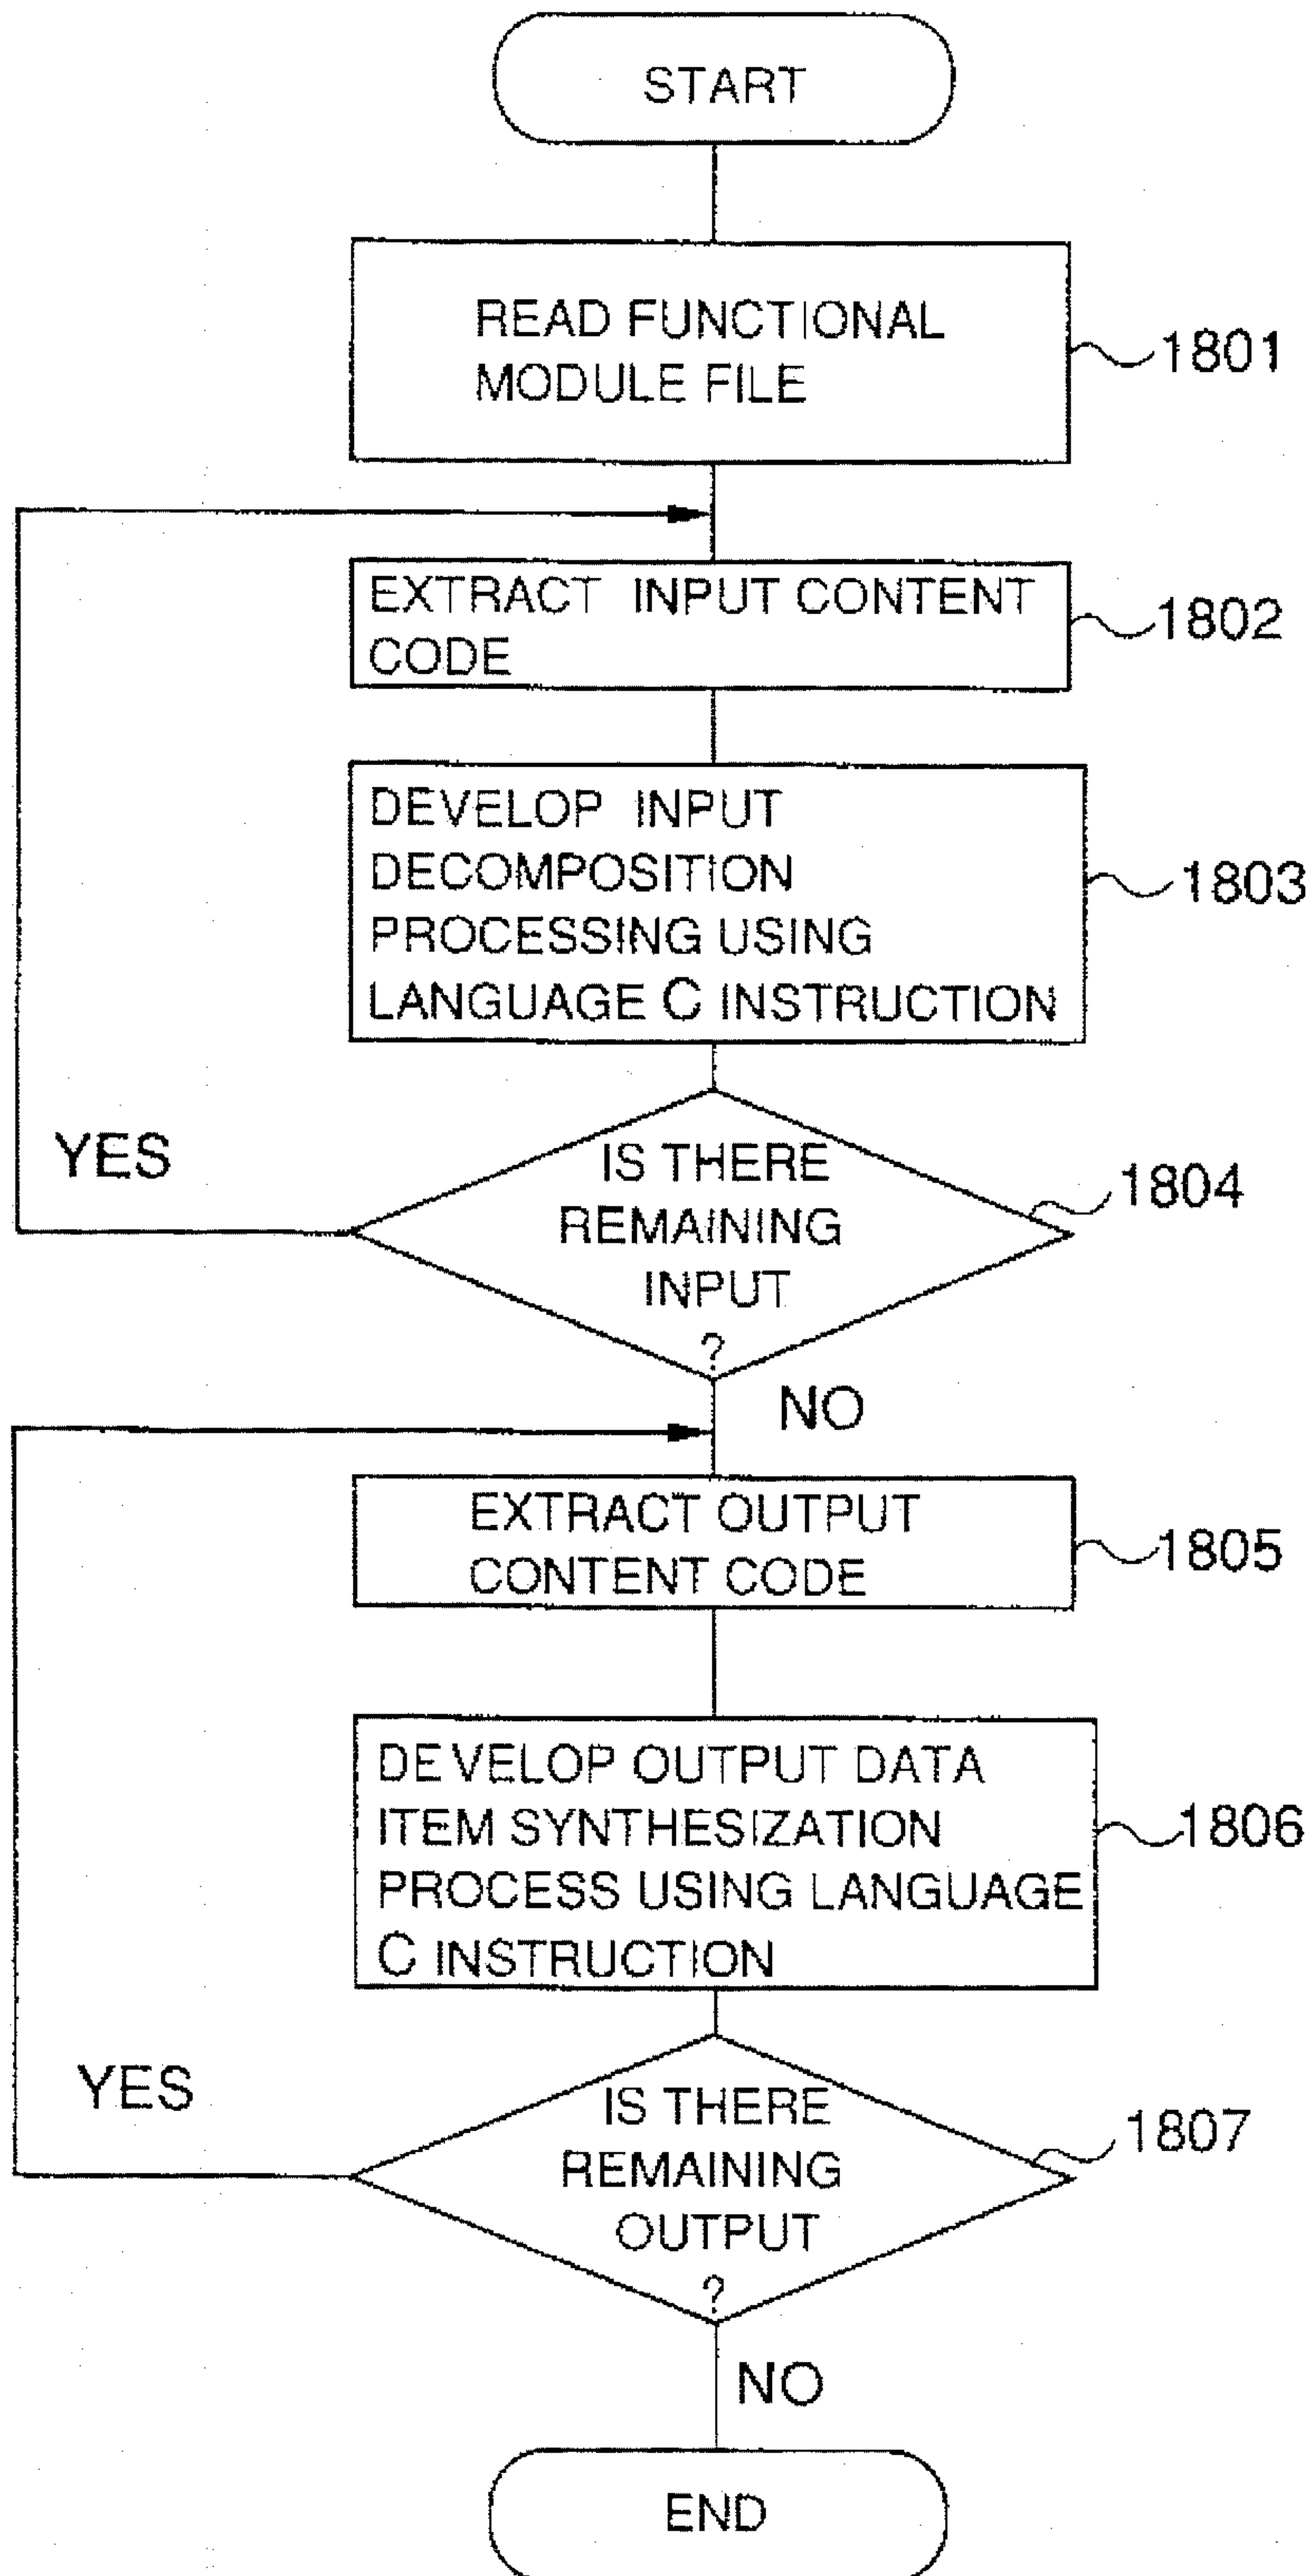 START
READ FUNCTIONAL
MODULE FILE
1801
EXTRACT INPUT CONTENT
CODE
1802
DEVELOP INPUT
DECOMPOSITION
PROCESSING USING
LANGUAGE C INSTRUCTION
1803
YES
IS THERE
REMAINING
INPUT
?
1804
NO
EXTRACT OUTPUT
CONTENT CODE
1805
DEVELOP OUTPUT DATA
ITEM SYNTHESIZATION
PROCESS USING LANGUAGE
C INSTRUCTION
1806
YES
IS THERE
REMAINING
OUTPUT
?
1807
NO
END